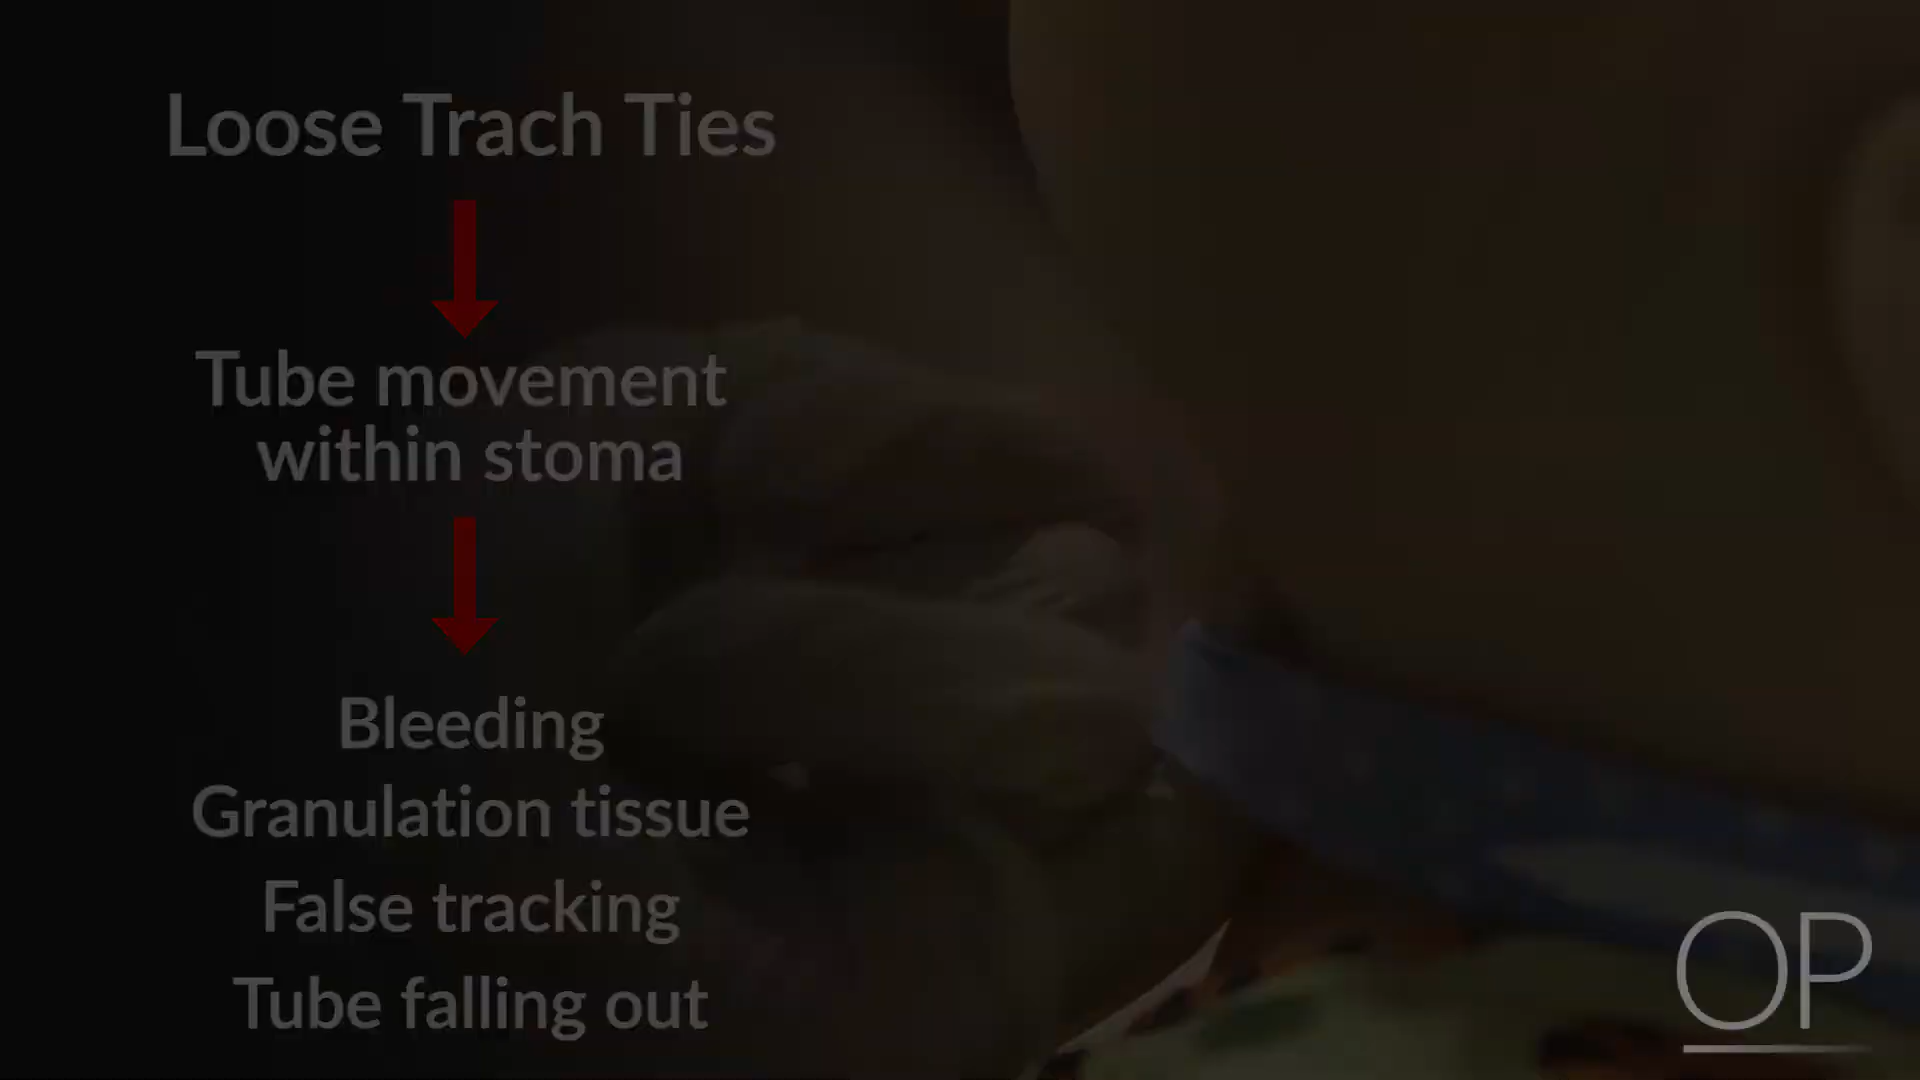 Loose Trach Ties
Tube movement
within stoma
Bleeding
Granulation tissue
False tracking
Tube falling out
OP